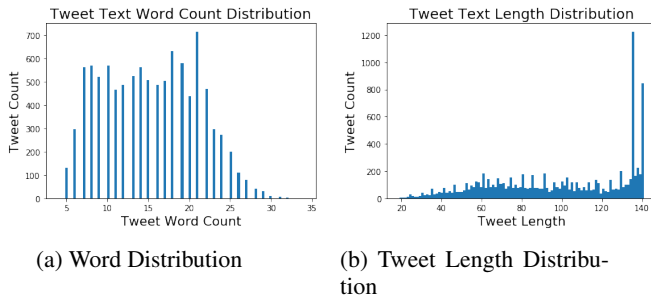 Tweet Text Word Count Distribution
Tweet Count
700
600
500
400
300
200
100
0
5 10 15 20 25 30 35
Tweet Word Count
Tweet Text Length Distribution
Tweet Count
1200
1000
800
600
400
200
0
20 40 60 80 100 120 140
Tweet Length
(a) Word Distribution
(b) Tweet Length Distribu-
tion